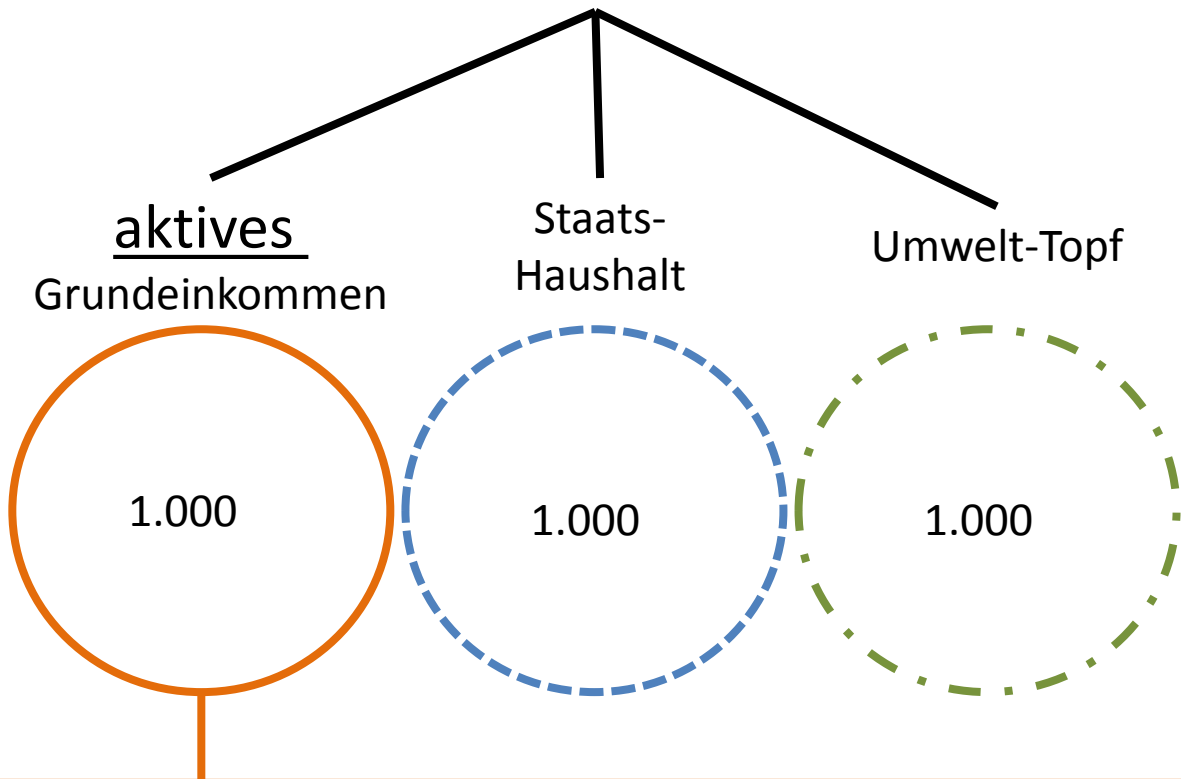 aktives
Grundeinkommen
Staats-
Haushalt
Umwelt-Topf
1.000
1.000
1.000